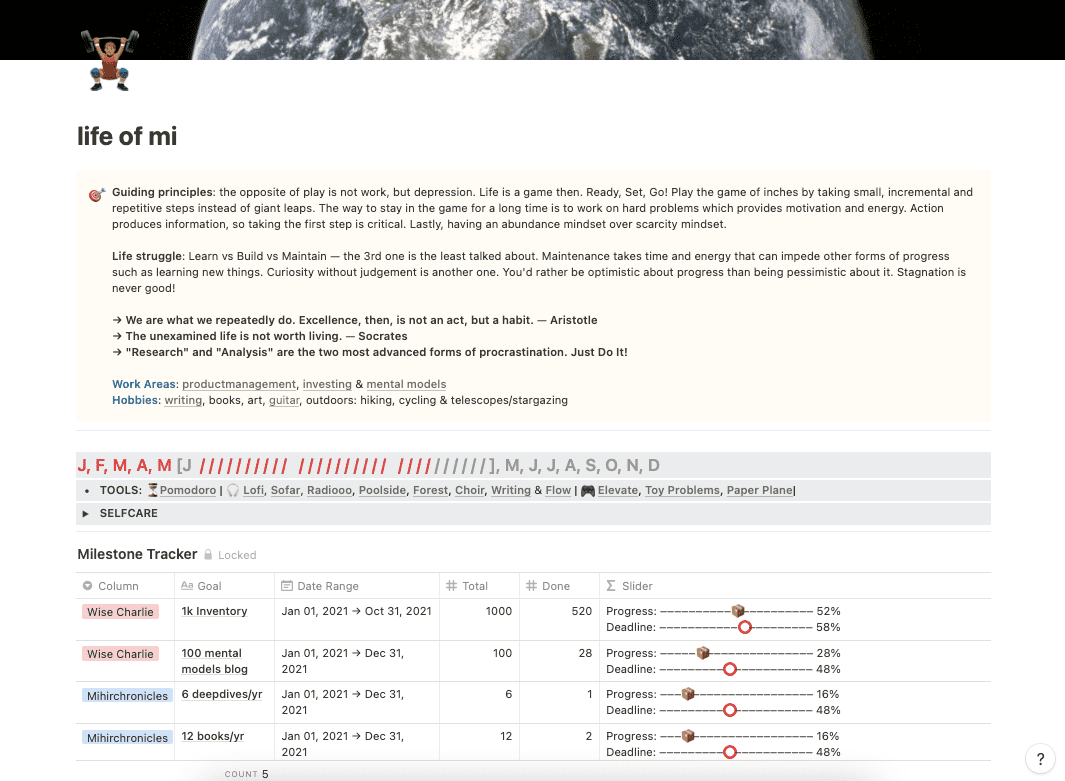 life of mi
Guiding principles: the opposite of play is not work, but depression. Life is a game then. Ready, Set, Go! Play the game of inches by taking small, incremental and
repetitive steps instead of giant leaps. The way to stay in the game for a long time is to work on hard problems which provides motivation and energy. Action
produces information, so taking the first step is critical. Lastly, having an abundance mindset over scarcity mindset.
Life struggle: Learn vs Build vs Maintain — the 3rd one is the least talked about. Maintenance takes time and energy that can impede other forms of progress
such as learning new things. Curiosity without judgement is another one. You'd rather be optimistic about progress than being pessimistic about it. Stagnation is
never good!
→ We are what we repeatedly do. Excellence, then, is not an act, but a habit. — Aristotle
→ The unexamined life is not worth living. — Socrates
→ "Research" and "Analysis" are the two most advanced forms of procrastination. Just Do It!
Work Areas: productmanagement, investing & mental models
Hobbies: writing, books, art, guitar, outdoors: hiking, cycling & telescopes/stargazing
J, F, M, A, M [J ////////// ////////// //////////], M, J, J, A, S, O, N, D
• TOOLS: ⏳Pomodoro | 🎧 Lofi, Sofar, Radiooo, Poolside, Forest, Choir, Writing & Flow | 🎮 Elevate, Toy Problems, Paper Plane|
▶ SELFCARE
Milestone Tracker 🔒 Locked
Column Aa Goal Date Range # Total # Done Σ Slider
Wise Charlie 1k Inventory Jan 01, 2021 → Oct 31, 2021 1000 520 Progress: ––––––––––📦–––––––––– 52%
Deadline: –––––––––––⭕––––––––– 58%
Wise Charlie 100 mental Jan 01, 2021 → Dec 31, 100 28 Progress: –––––📦––––––––––––––– 28%
models blog 2021 Deadline: –––––––––⭕––––––––––– 48%
Mihirchronicles 6 deepdives/yr Jan 01, 2021 → Dec 31, 6 1 Progress: –––📦––––––––––––––––– 16%
2021 Deadline: –––––––––⭕––––––––––– 48%
Mihirchronicles 12 books/yr Jan 01, 2021 → Dec 31, 12 2 Progress: –––📦––––––––––––––––– 16%
2021 Deadline: –––––––––⭕––––––––––– 48%
COUNT 5
?